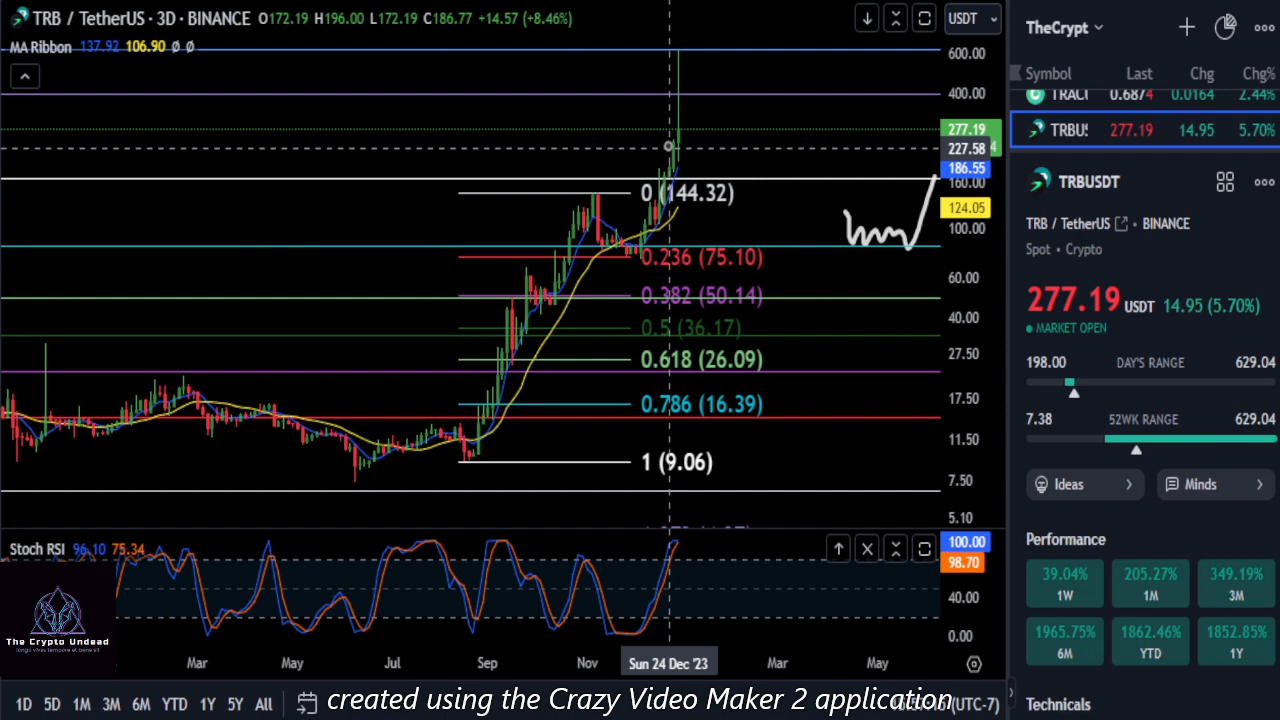 TRB / TetherUS · 3D · BINANCE O172.19 H196.00 L172.19 C186.77 +14.57 (+8.46%)
USDT
MA Ribbon 137.92 106.90 ø ø
600.00
400.00
277.19
227.58
186.55
160.00
124.05
100.00
60.00
40.00
27.50
17.50
11.50
7.50
5.10
0 (144.32)
0.236 (75.10)
0.382 (50.14)
0.5 (36.17)
0.618 (26.09)
0.786 (16.39)
1 (9.06)
Stoch RSI 96.10 75.34
100.00
98.70
40.00
0.00
The Crypto Undead
longo vivas tempore et bene sit
Mar May Jul Sep Nov Sun 24 Dec '23 Mar May
1D 5D 1M 3M 6M YTD 1Y 5Y All
(UTC-7)
created using the Crazy Video Maker 2 application
TheCrypt
Symbol Last Chg Chg%
0.6874 0.0164 2.44%
277.19 14.95 5.70%
TRBUSDT
TRB / TetherUS · BINANCE
Spot · Crypto
277.19 USDT 14.95 (5.70%)
MARKET OPEN
198.00 DAY'S RANGE 629.04
7.38 52WK RANGE 629.04
Ideas Minds
Performance
39.04% 205.27% 349.19%
1W 1M 3M
1965.75% 1862.46% 1852.85%
6M YTD 1Y
Technicals